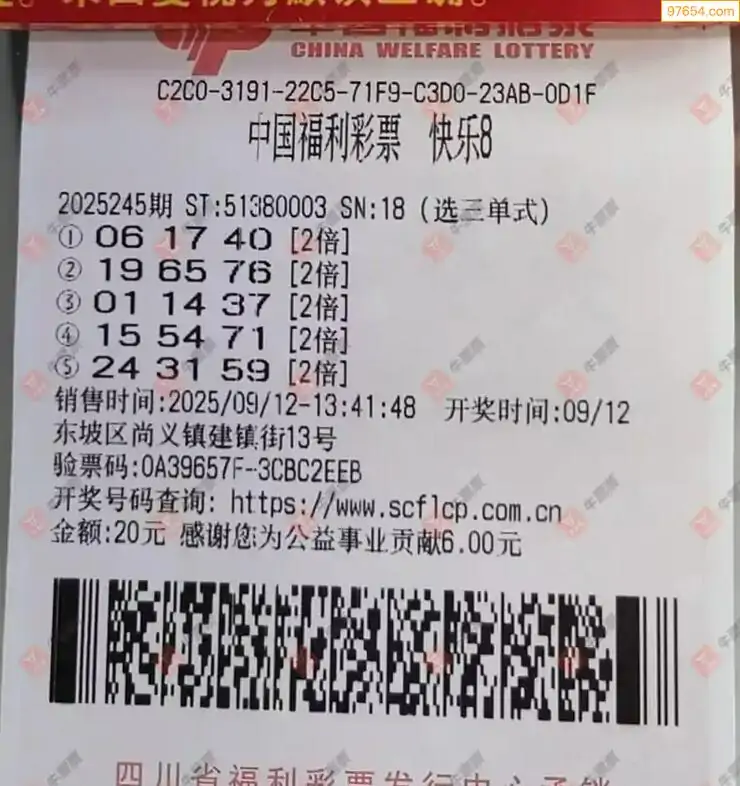 97654.com
CHINA WELFARE LOTTERY
C2C0-3191-22C5-71F9-C3D0-23AB-0D1F
中国福利彩票 快乐8
2025245期 ST:51380003 SN:18 (选三单式)
① 06 17 40 [2倍]
② 19 65 76 [2倍]
③ 01 14 37 [2倍]
④ 15 54 71 [2倍]
⑤ 24 31 59 [2倍]
销售时间:2025/09/12-13:41:48 开奖时间:09/12
东坡区尚义镇建镇街13号
验票码:0A39657F-3CBC2EEB
开奖号码查询: https://www.scflcp.com.cn
金额:20元 感谢您为公益事业贡献6.00元
四川省福利彩票发行中心承销